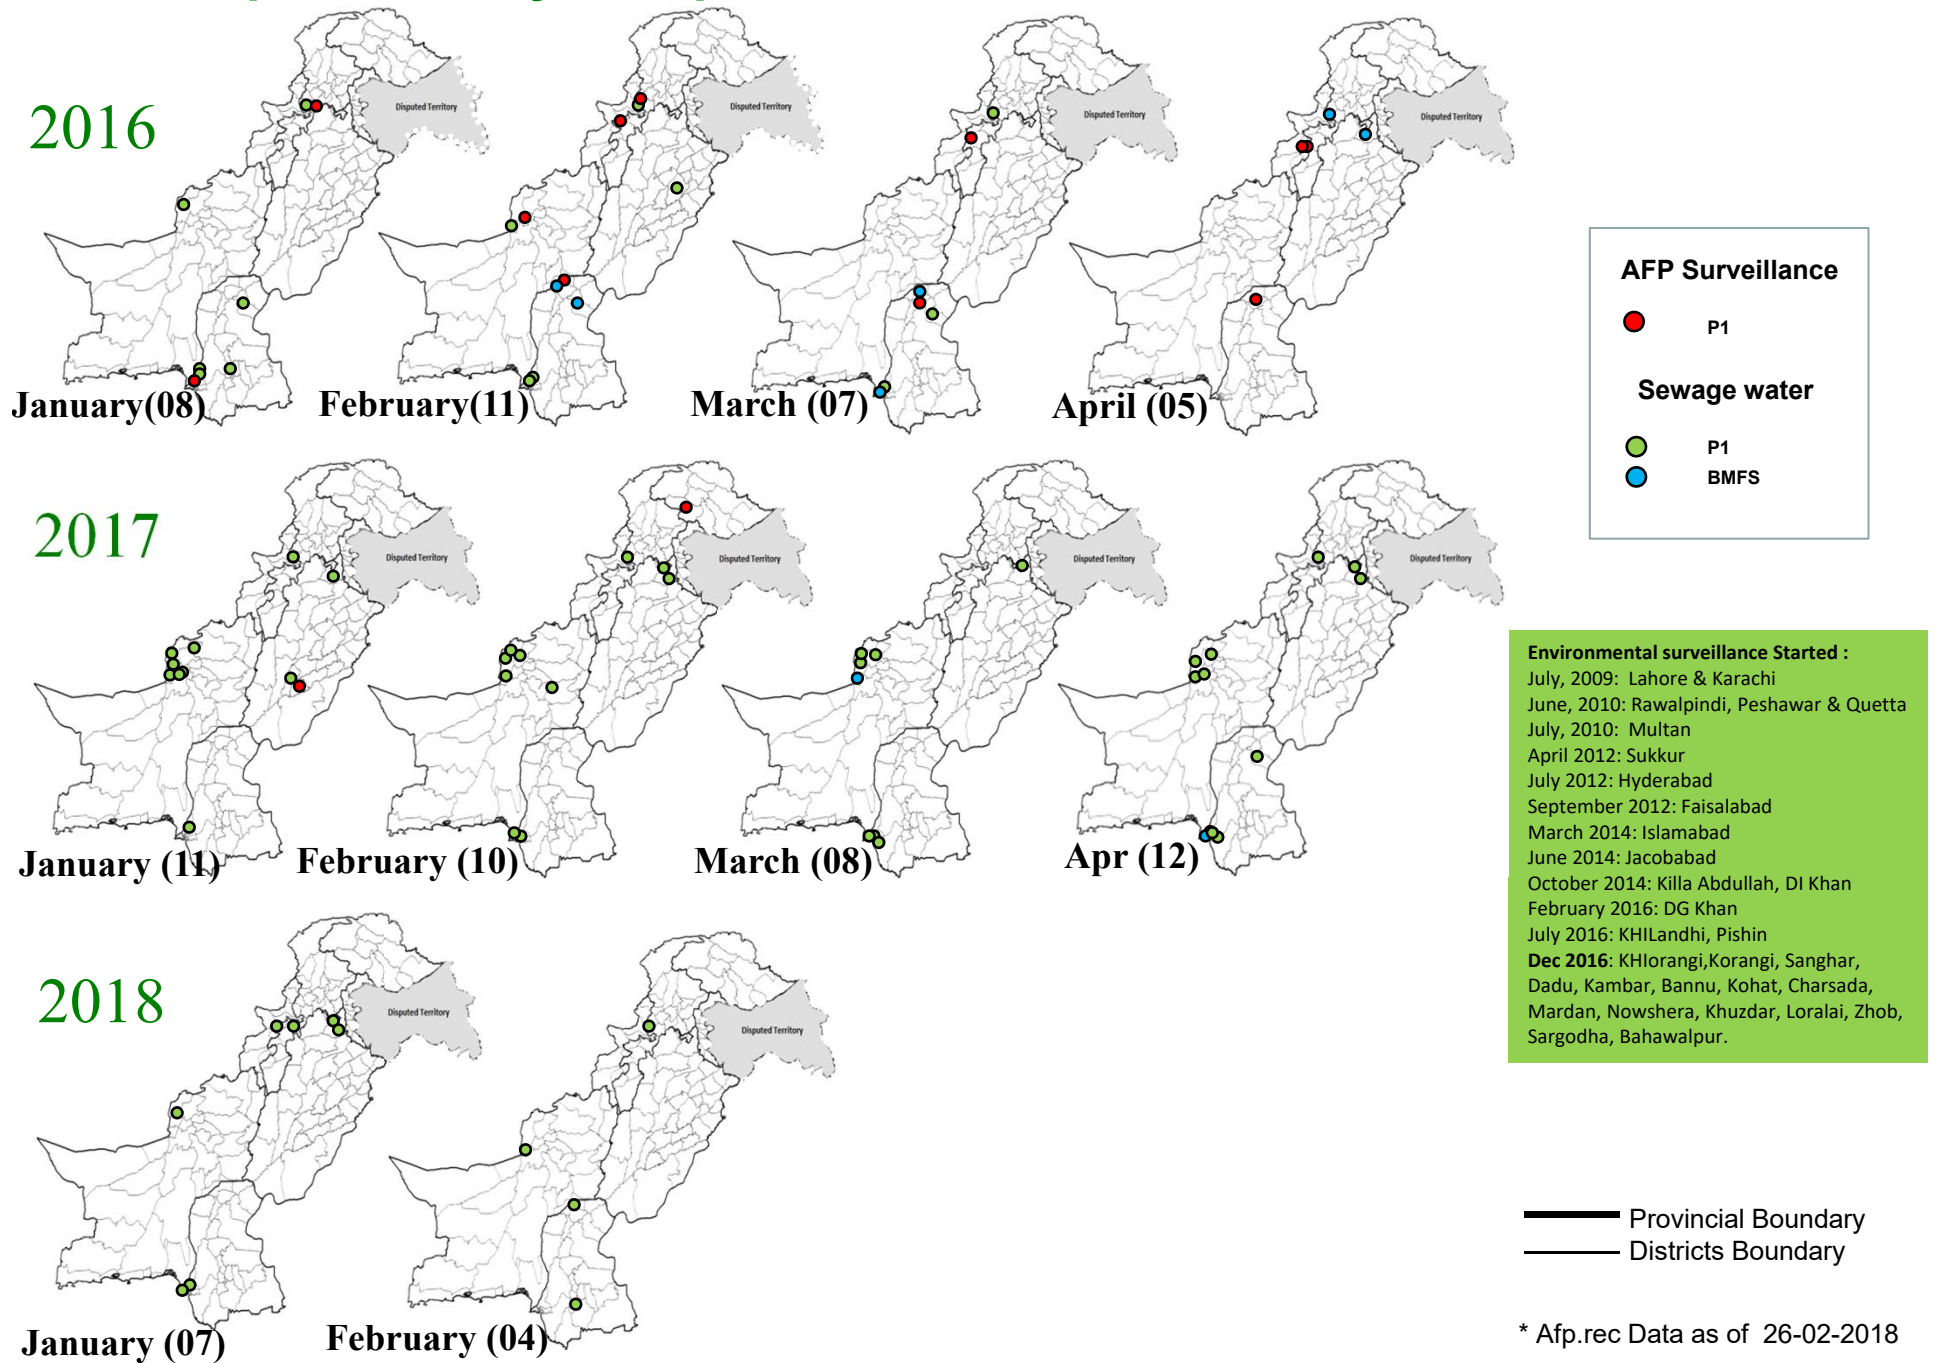 2016
Disputed Territory
Disputed Territory
Disputed Territory
Disputed Territory
January(08)
February(11)
March (07)
April (05)
AFP Surveillance
P1
Sewage water
P1
BMFS
2017
Disputed Territory
Disputed Territory
Disputed Territory
Disputed Territory
January (11)
February (10)
March (08)
Apr (12)
Environmental surveillance Started :
July, 2009: Lahore & Karachi
June, 2010: Rawalpindi, Peshawar & Quetta
July, 2010: Multan
April 2012: Sukkur
July 2012: Hyderabad
September 2012: Faisalabad
March 2014: Islamabad
June 2014: Jacobabad
October 2014: Killa Abdullah, DI Khan
February 2016: DG Khan
July 2016: KHILandhi, Pishin
Dec 2016: KHIorangi,Korangi, Sanghar,
Dadu, Kambar, Bannu, Kohat, Charsada,
Mardan, Nowshera, Khuzdar, Loralai, Zhob,
Sargodha, Bahawalpur.
2018
Disputed Territory
Disputed Territory
January (07)
February (04)
Provincial Boundary
Districts Boundary
* Afp.rec Data as of 26-02-2018